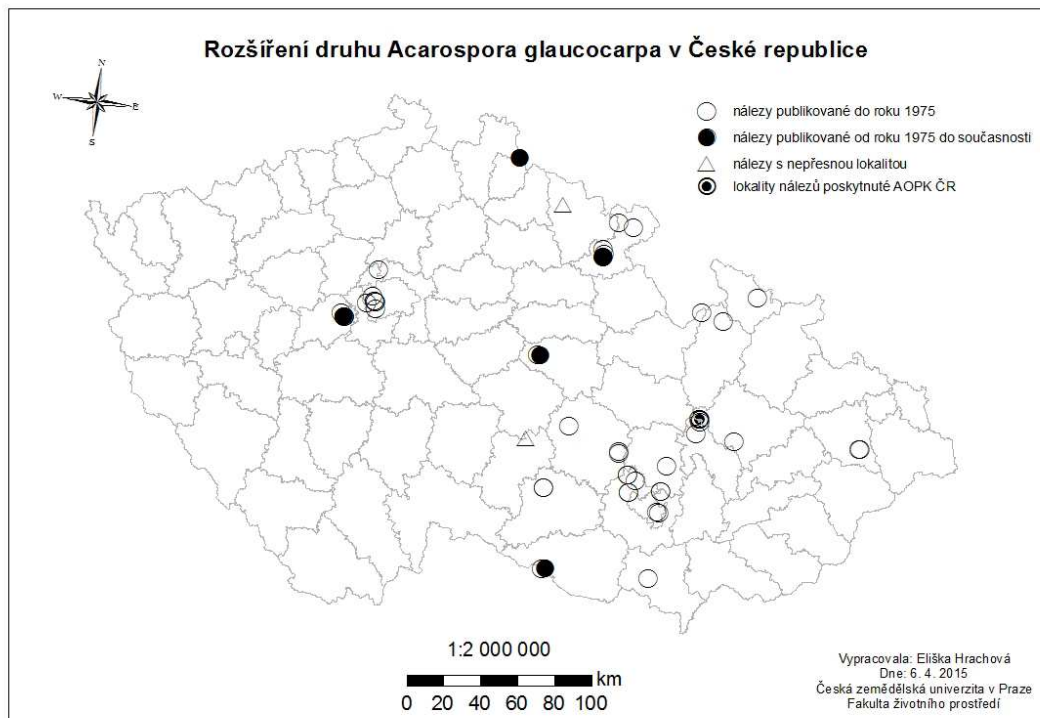 Rozšíření druhu Acarospora glaucocarpa v České republice
N
W
E
S
nálezy publikované do roku 1975
nálezy publikované od roku 1975 do současnosti
nálezy s nepřesnou lokalitou
lokality nálezů poskytnuté AOPK ČR
1:2 000 000
km
0 20 40 60 80 100
Vypracovala: Eliška Hrachová
Dne: 6. 4. 2015
Česká zemědělská univerzita v Praze
Fakulta životního prostředí